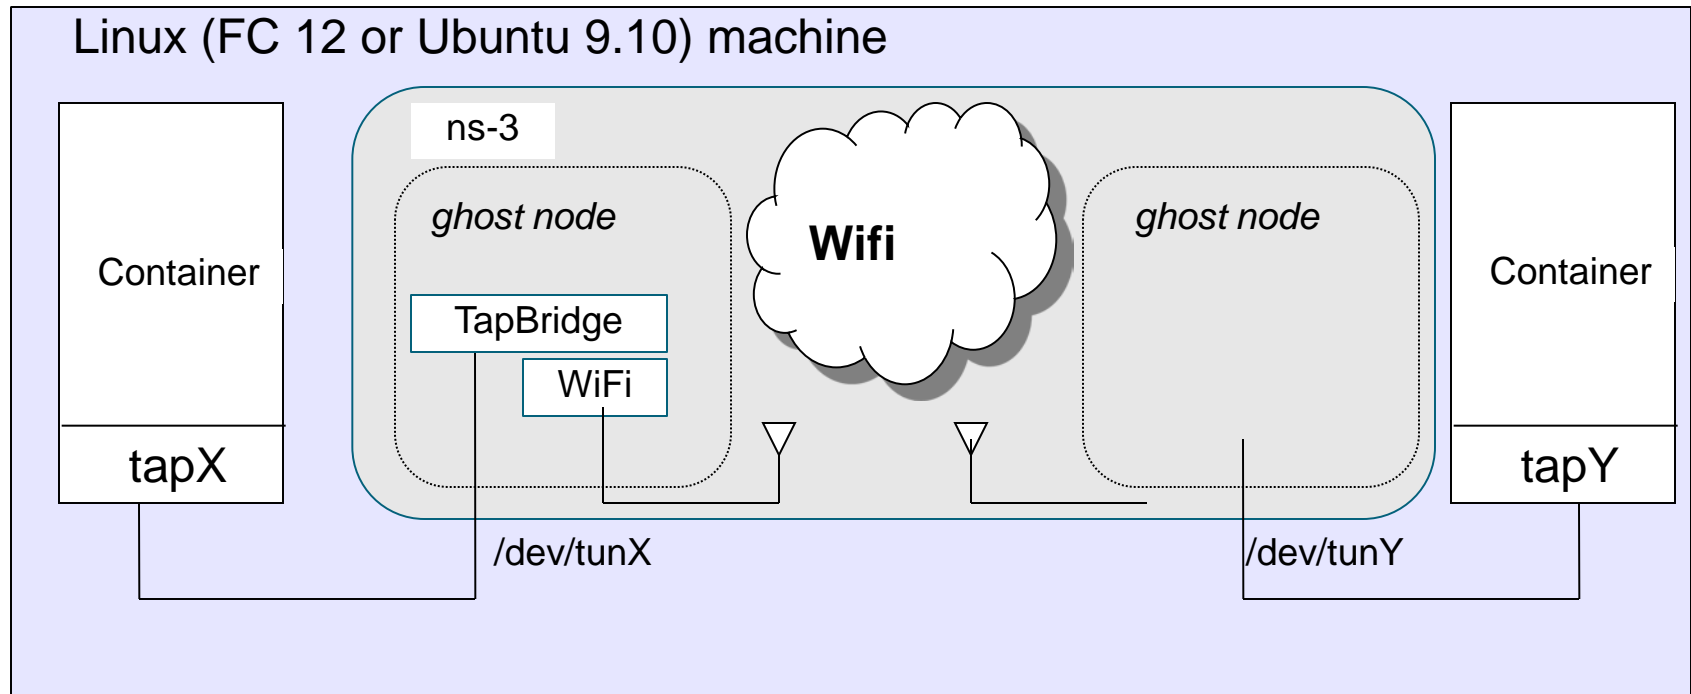 Linux (FC 12 or Ubuntu 9.10) machine
ns-3
ghost node
Wifi
ghost node
Container
TapBridge
WiFi
Container
tapX
tapY
/dev/tunX
/dev/tunY